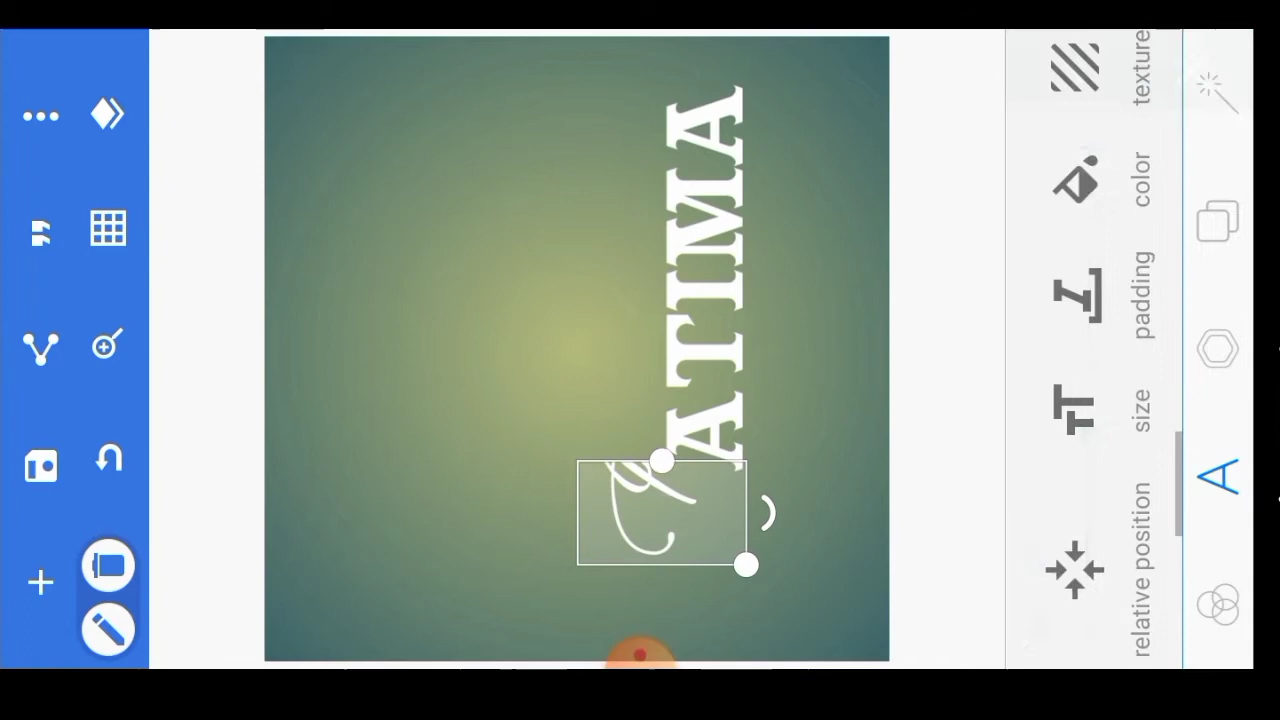 ATIMA
relative position
size
padding
color
texture